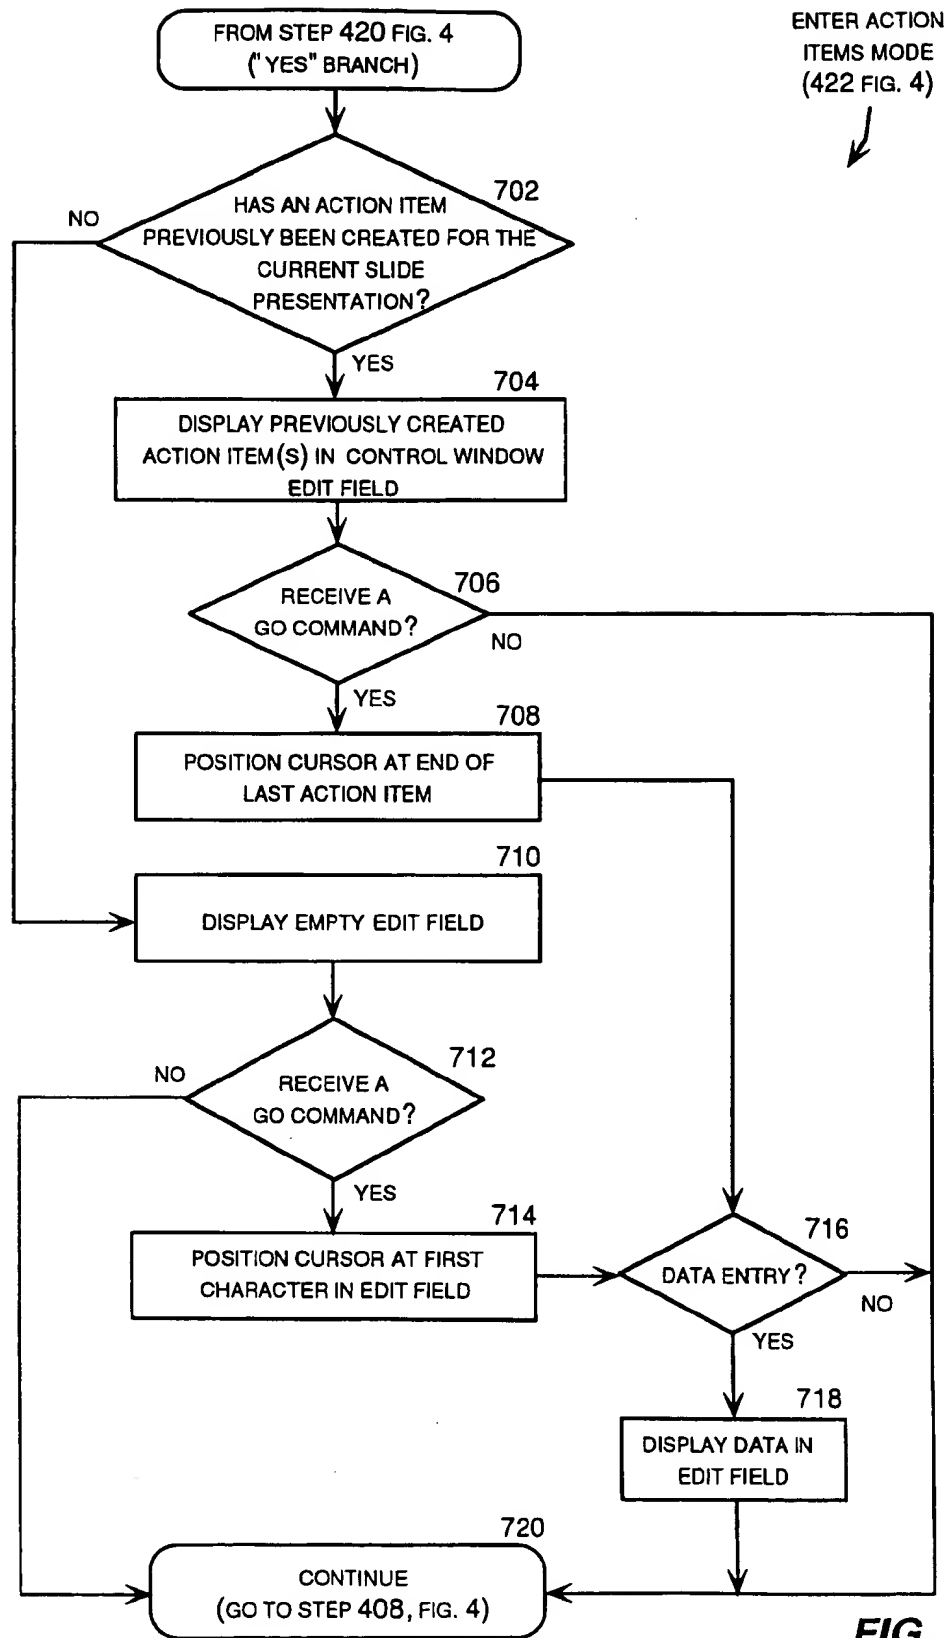 FROM STEP 420 FIG. 4
("YES" BRANCH)
ENTER ACTION
ITEMS MODE
(422 FIG. 4)
702
NO
HAS AN ACTION ITEM
PREVIOUSLY BEEN CREATED FOR THE
CURRENT SLIDE
PRESENTATION?
YES
704
DISPLAY PREVIOUSLY CREATED
ACTION ITEM(S) IN CONTROL WINDOW
EDIT FIELD
706
RECEIVE A
GO COMMAND?
NO
YES
708
POSITION CURSOR AT END OF
LAST ACTION ITEM
710
DISPLAY EMPTY EDIT FIELD
712
NO
RECEIVE A
GO COMMAND?
YES
714
POSITION CURSOR AT FIRST
CHARACTER IN EDIT FIELD
716
DATA ENTRY?
NO
YES
718
DISPLAY DATA IN
EDIT FIELD
720
CONTINUE
(GO TO STEP 408, FIG. 4)
FIG